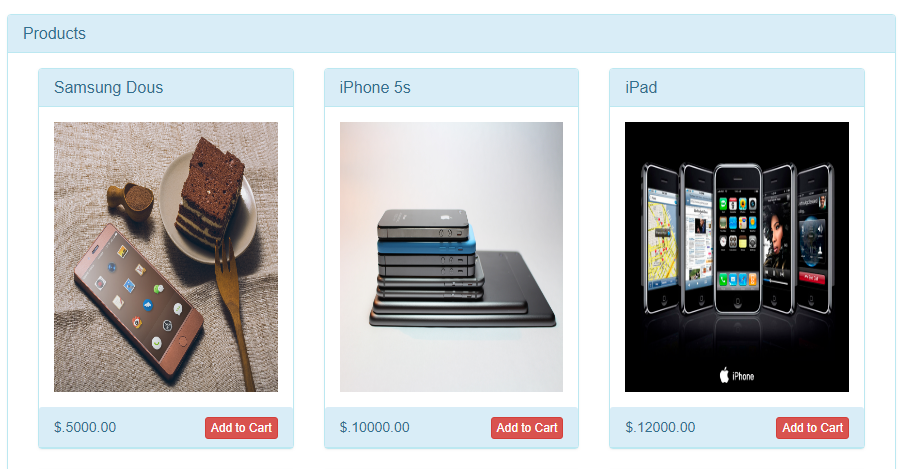 Products
Samsung Dous
iPhone 5s
iPad
iPhone
$.5000.00
Add to Cart
$.10000.00
Add to Cart
$.12000.00
Add to Cart